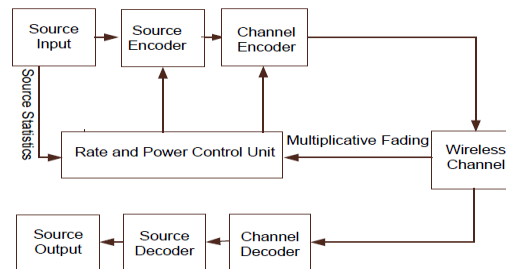 Source
Input
Source
Encoder
Channel
Encoder
Source Statistics
Rate and Power Control Unit
Multiplicative Fading
Wireless
Channel
Source
Output
Source
Decoder
Channel
Decoder